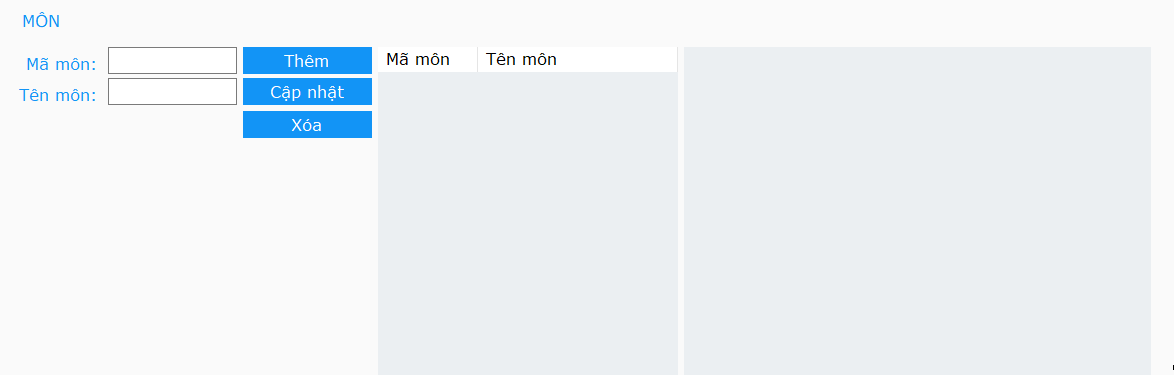 MÔN
Mã môn: Thêm Mã môn Tên môn
Tên môn: Cập nhật
Xóa